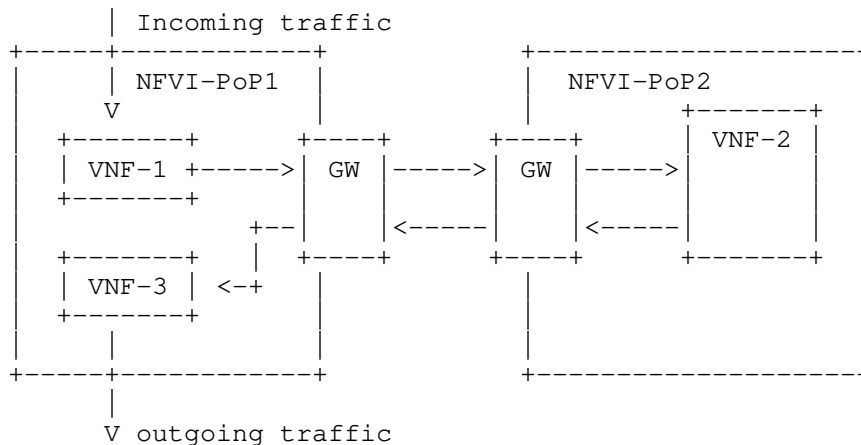 Incoming traffic
NFVI-PoP1 NFVI-PoP2
VNF-1 GW GW VNF-2
VNF-3
outgoing traffic